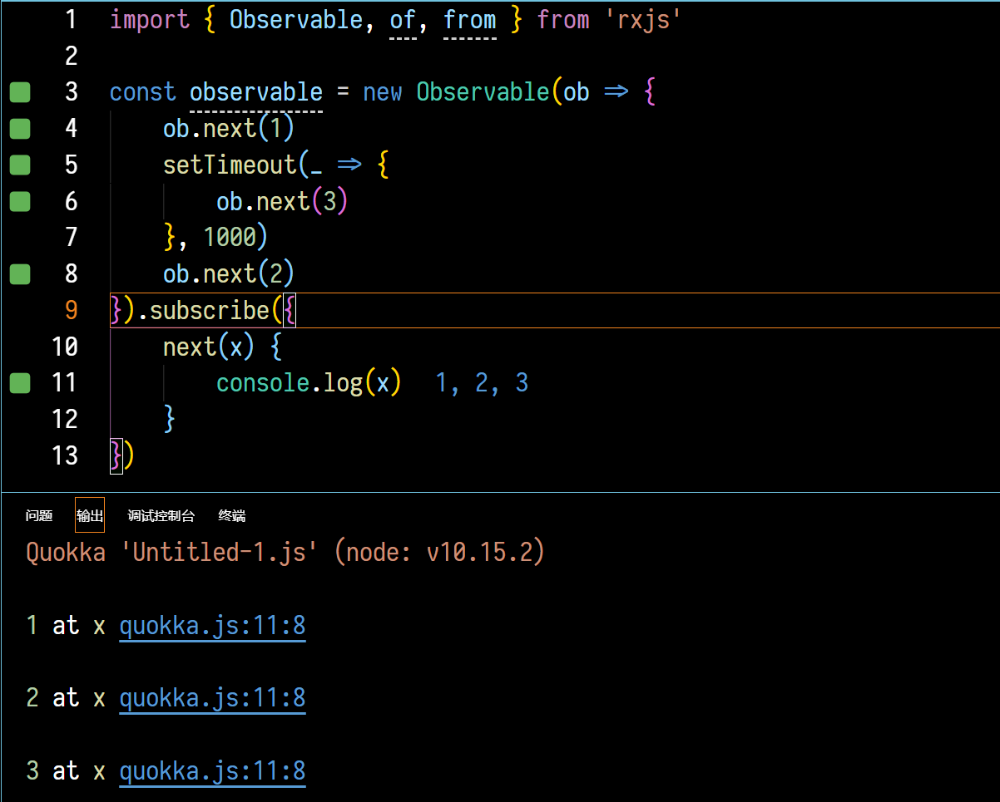 1 import { Observable, of, from } from 'rxjs'
2
3 const observable = new Observable(ob => {
4     ob.next(1)
5     setTimeout(_ => {
6         ob.next(3)
7     }, 1000)
8     ob.next(2)
9 }).subscribe({
10     next(x) {
11         console.log(x) 1, 2, 3
12     }
13 })
问题 输出 调试控制台 终端
Quokka 'Untitled-1.js' (node: v10.15.2)
1 at x quokka.js:11:8
2 at x quokka.js:11:8
3 at x quokka.js:11:8